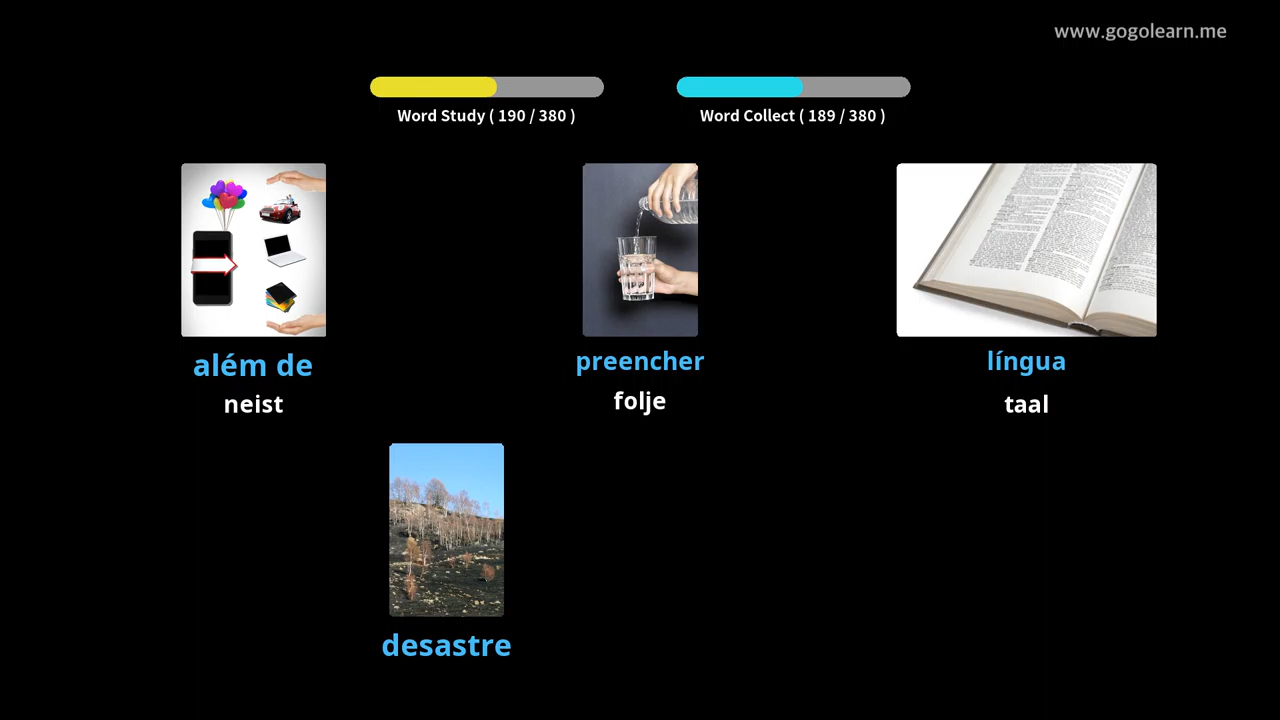 www.gogolearn.me
Word Study ( 190 / 380 )
Word Collect ( 189 / 380 )
além de
preencher
língua
neist
folje
taal
desastre